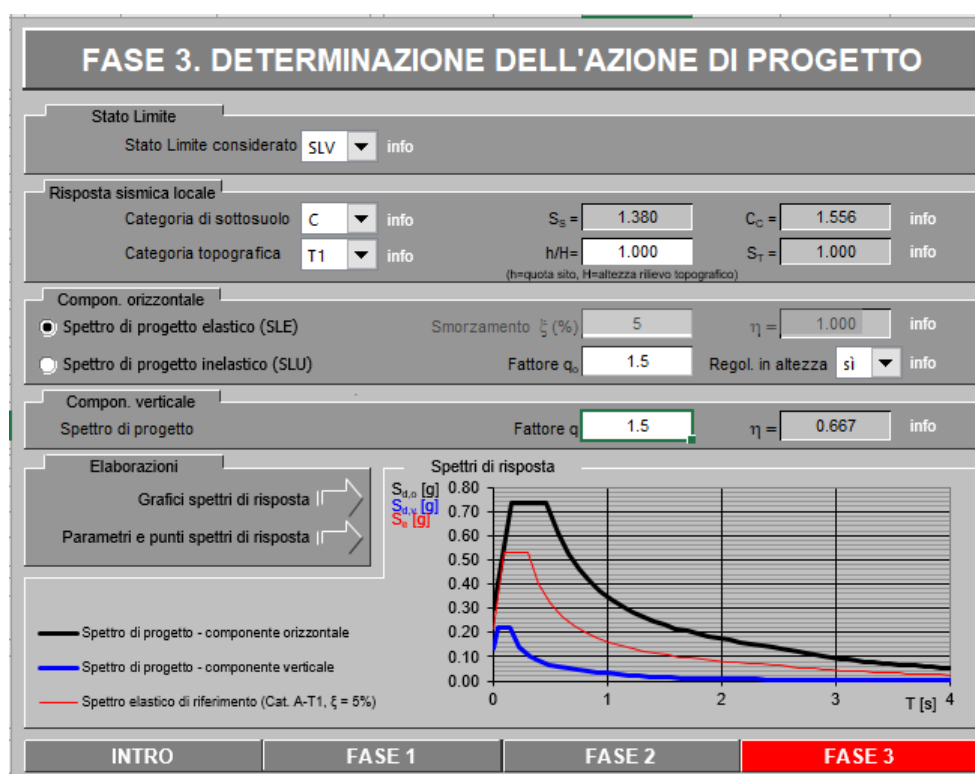 FASE 3. DETERMINAZIONE DELL'AZIONE DI PROGETTO
Stato Limite
Stato Limite considerato SLV info
Risposta sismica locale
Categoria di sottosuolo C info SS = 1.380 CC = 1.556 info
Categoria topografica T1 info h/H= 1.000 ST = 1.000 info
(h=quota sito, H=altezza rilievo topografico)
Compon. orizzontale
Spettro di progetto elastico (SLE) Smorzamento ξ (%) 5 η = 1.000 info
Spettro di progetto inelastico (SLU) Fattore qo 1.5 Regol. in altezza sì info
Compon. verticale
Spettro di progetto Fattore q 1.5 η = 0.667 info
Elaborazioni
Grafici spettri di risposta
Parametri e punti spettri di risposta
Spettri di risposta
Sd,o [g]
Sd,v [g]
Se [g]
0.80
0.70
0.60
0.50
0.40
0.30
0.20
0.10
0.00
0 1 2 3 4
T [s]
Spettro di progetto - componente orizzontale
Spettro di progetto - componente verticale
Spettro elastico di riferimento (Cat. A-T1, ξ = 5%)
INTRO FASE 1 FASE 2 FASE 3